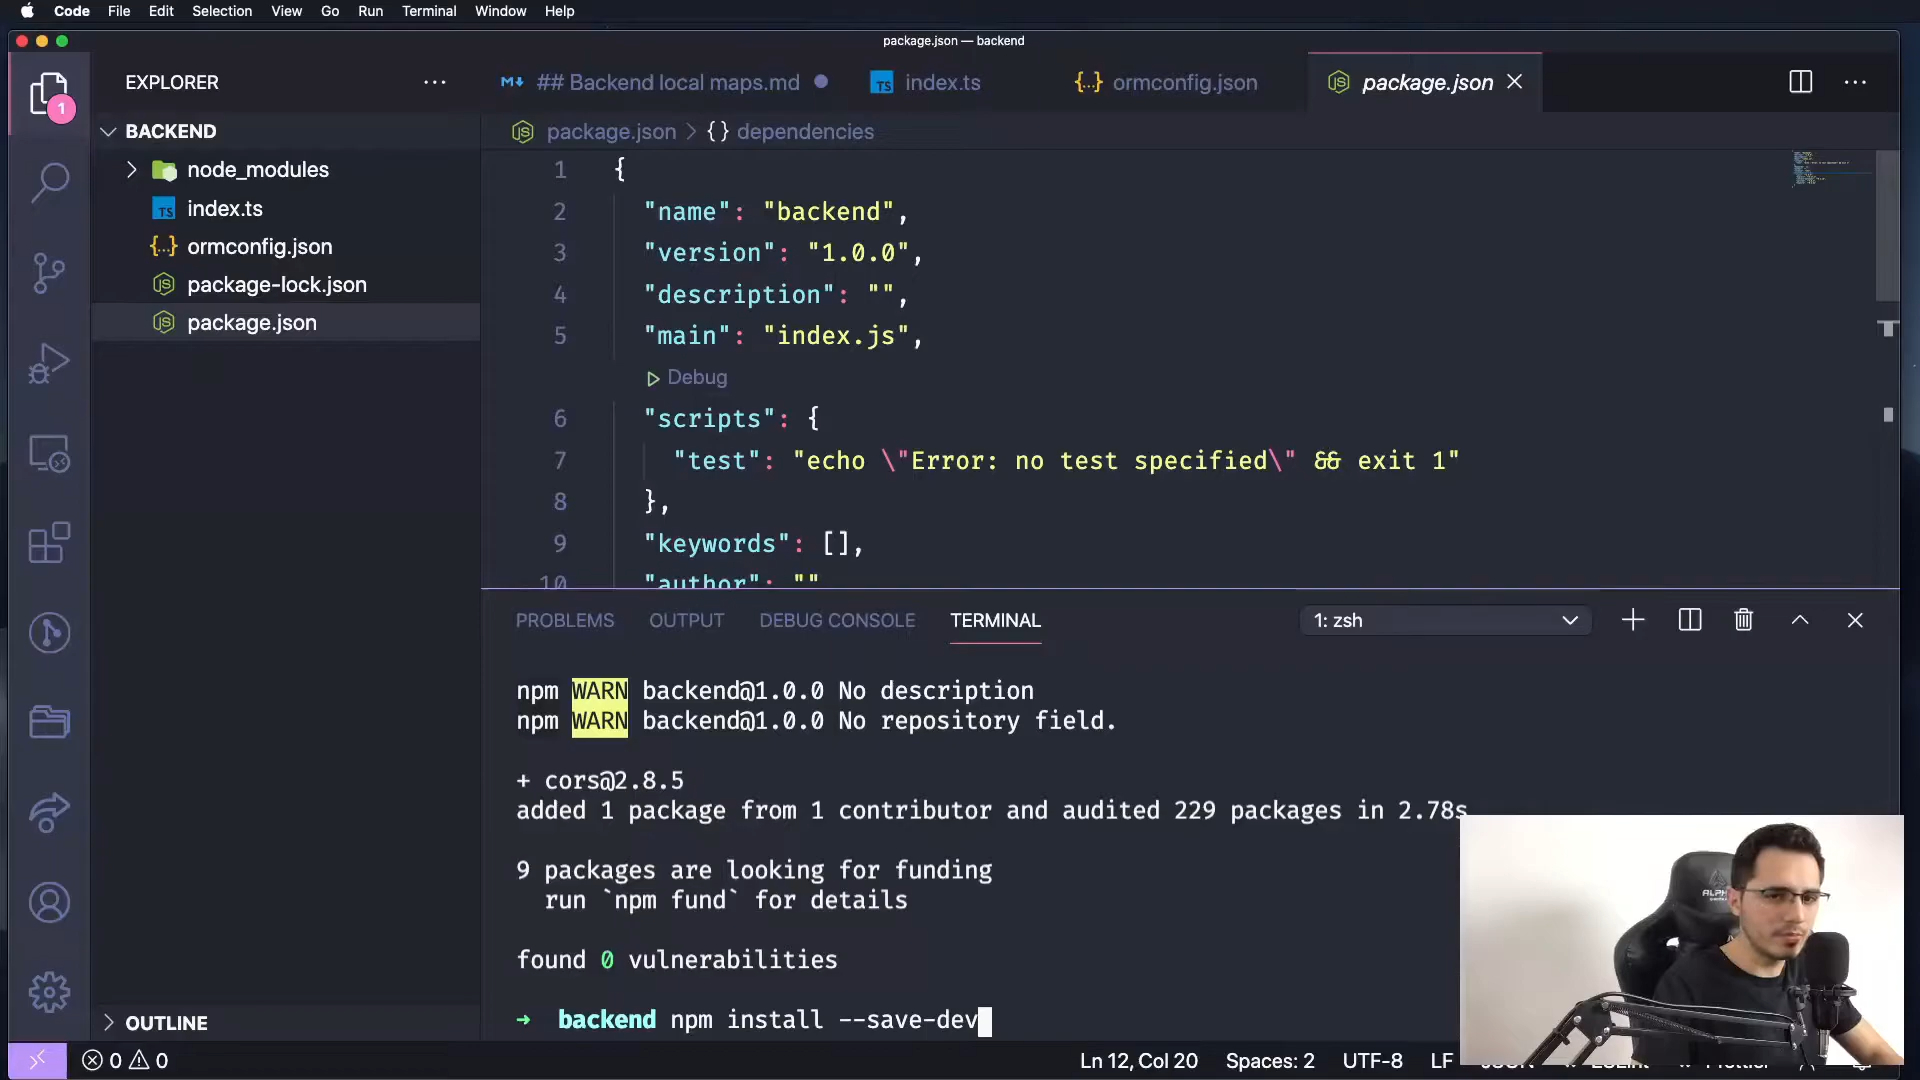 Code File Edit Selection View Go Run Terminal Window Help
package.json — backend
EXPLORER
## Backend local maps.md
index.ts
{..} ormconfig.json
package.json
1
BACKEND
package.json > {} dependencies
node_modules
TS index.ts
{..} ormconfig.json
package-lock.json
package.json
1 {
2 "name": "backend",
3 "version": "1.0.0",
4 "description": "",
5 "main": "index.js",
Debug
6 "scripts": {
7 "test": "echo \"Error: no test specified\" && exit 1"
8 },
9 "keywords": [],
10 "author": ""
PROBLEMS OUTPUT DEBUG CONSOLE TERMINAL
1: zsh
npm WARN backend@1.0.0 No description
npm WARN backend@1.0.0 No repository field.
+ cors@2.8.5
added 1 package from 1 contributor and audited 229 packages in 2.78s
9 packages are looking for funding
run `npm fund` for details
found 0 vulnerabilities
→ backend npm install --save-dev
OUTLINE
0 0
Ln 12, Col 20 Spaces: 2 UTF-8 LF